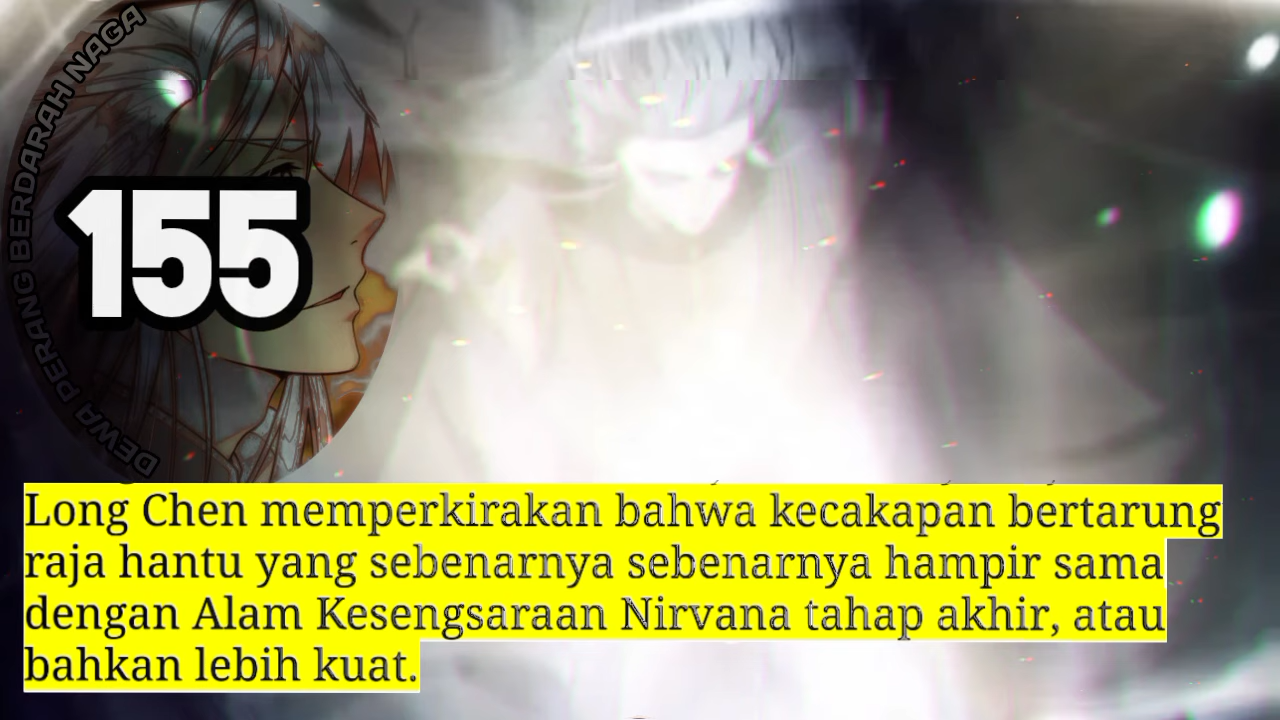 DEWA PERANG BERDARAH NAGA
155
Long Chen memperkirakan bahwa kecakapan bertarung
raja hantu yang sebenarnya sebenarnya hampir sama
dengan Alam Kesengsaraan Nirvana tahap akhir, atau
bahkan lebih kuat.